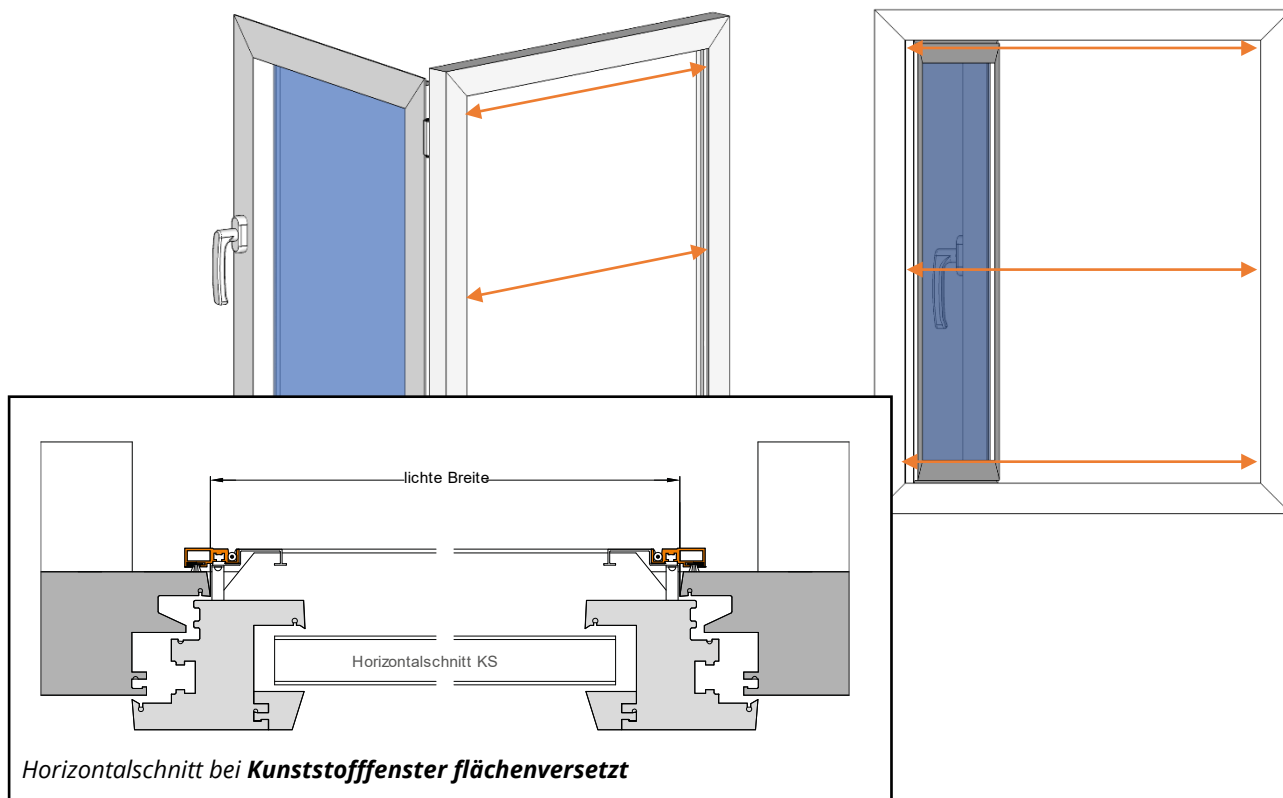 lichte Breite
Horizontalschnitt KS
Horizontalschnitt bei Kunststofffenster flächenversetzt